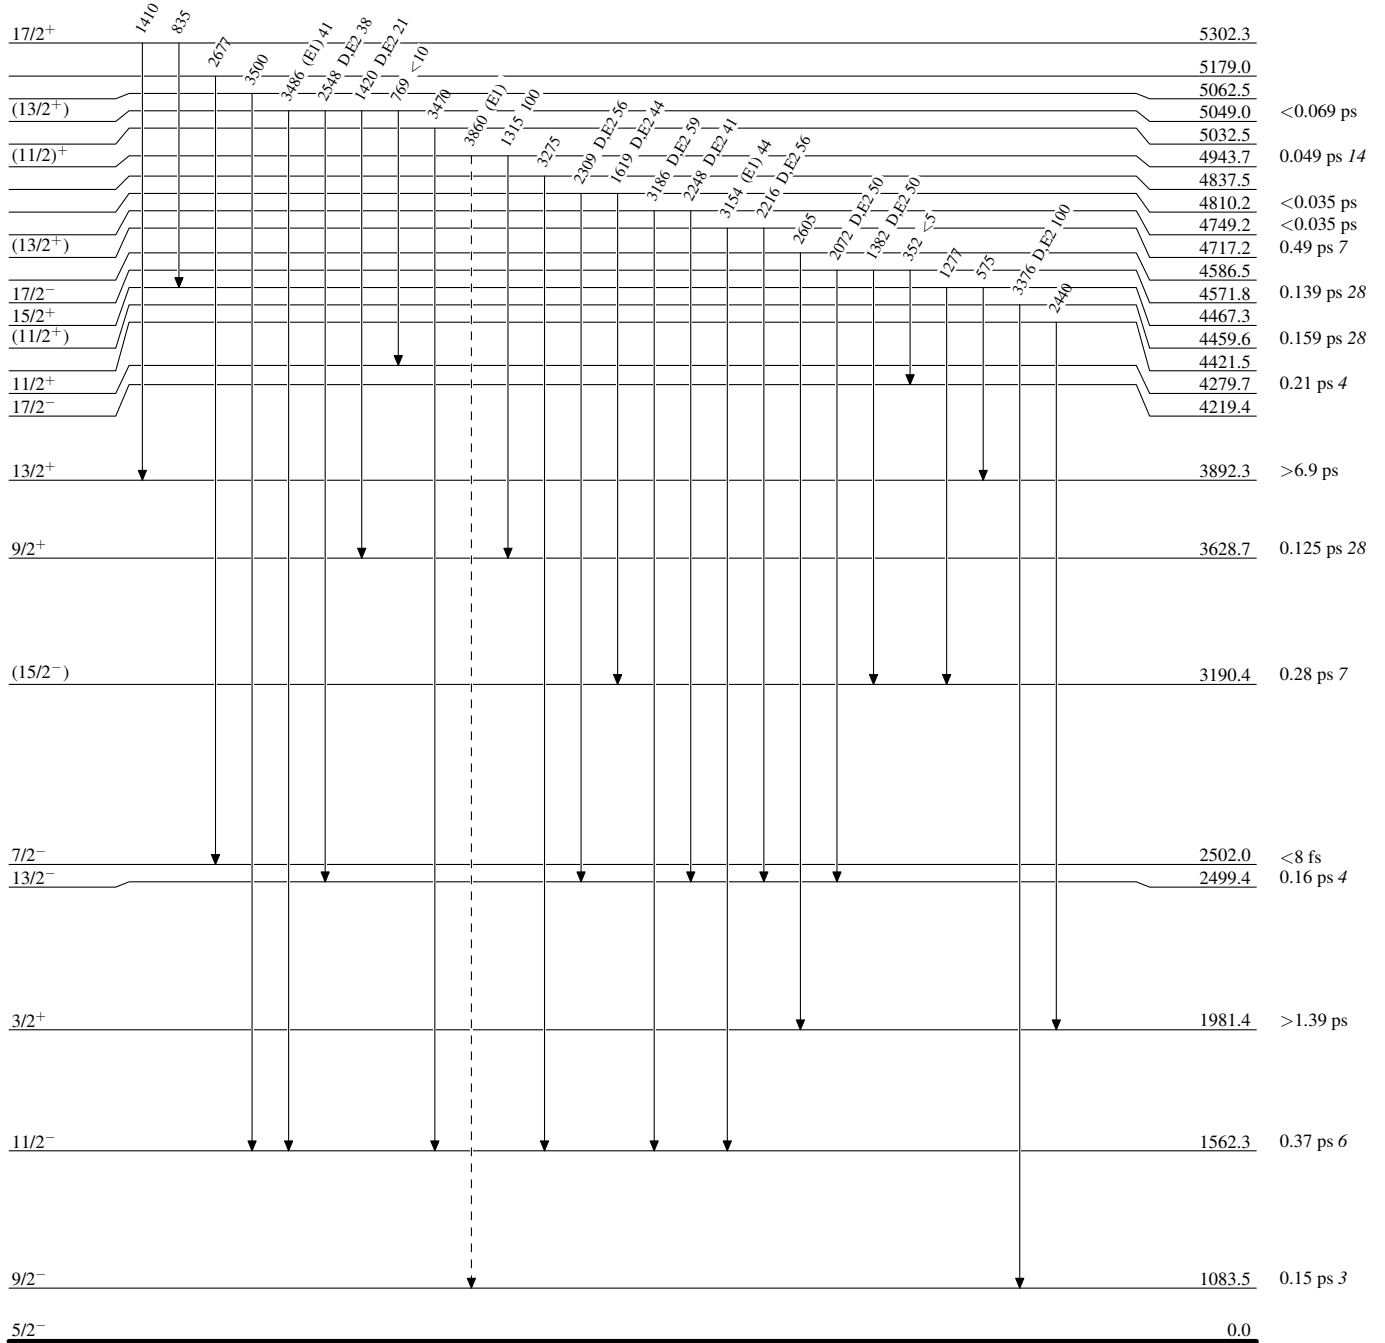 1410
835
2677
3500
3486 (E1) 41
2548 D,E2 38
1420 D,E2 21
769 <10
3470
3860 (E1)
1315 100
3275
2309 D,E2 56
1619 D,E2 44
3186 D,E2 59
2248 D,E2 41
3154 (E1) 44
2216 D,E2 56
2605
2072 D,E2 50
1382 D,E2 50
352 <5
1277
575
3376 D,E2 100
2440
17/2+ 5302.3
5179.0
5062.5
(13/2+) 5049.0 <0.069 ps
5032.5
(11/2)+ 4943.7 0.049 ps 14
4837.5
4810.2 <0.035 ps
4749.2 <0.035 ps
(13/2+) 4717.2 0.49 ps 7
4586.5
17/2− 4571.8 0.139 ps 28
15/2+ 4467.3
(11/2+) 4459.6 0.159 ps 28
4421.5
11/2+ 4279.7 0.21 ps 4
17/2− 4219.4
13/2+ 3892.3 >6.9 ps
9/2+ 3628.7 0.125 ps 28
(15/2−) 3190.4 0.28 ps 7
7/2− 2502.0 <8 fs
13/2− 2499.4 0.16 ps 4
3/2+ 1981.4 >1.39 ps
11/2− 1562.3 0.37 ps 6
9/2− 1083.5 0.15 ps 3
5/2− 0.0